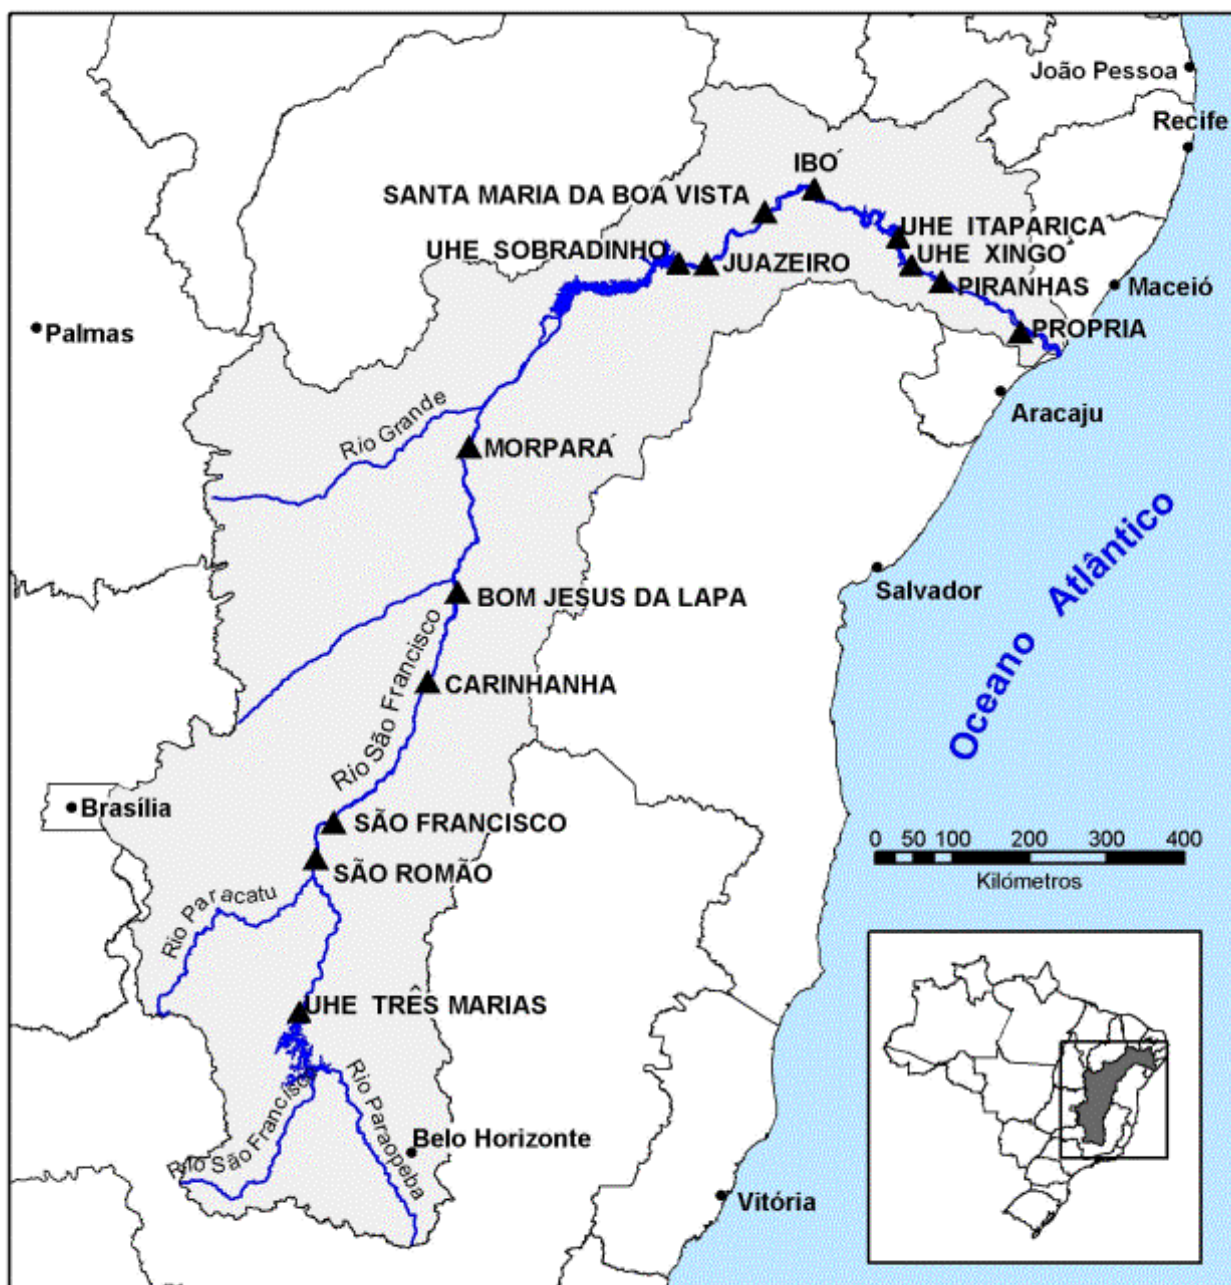 João Pessoa
Recife
IBÓ
SANTA MARIA DA BOA VISTA
UHE ITAPARICA
UHE SOBRADINHO
JUAZEIRO
UHE XINGÓ
PIRANHAS
Maceió
Palmas
PROPRIA
Aracaju
Rio Grande
MORPARÁ
Oceano Atlântico
Salvador
BOM JESUS DA LAPA
Rio São Francisco
CARINHANHA
Brasília
SÃO FRANCISCO
0 50 100 200 300 400
Kilómetros
SÃO ROMÃO
Rio Paracatu
UHE TRÊS MARIAS
Rio São Francisco
Rio Paraopeba
Belo Horizonte
Vitória